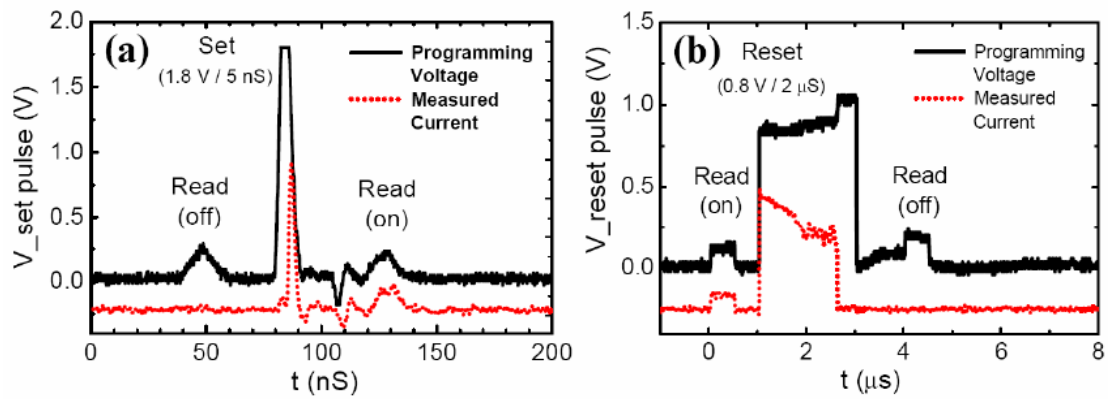 (a)
Set
(1.8 V / 5 nS)
Programming
Voltage
Measured
Current
Read
(off)
Read
(on)
V_set pulse (V)
2.0
1.5
1.0
0.5
0.0
0
50
100
150
200
t (nS)
(b)
Reset
(0.8 V / 2 μS)
Programming
Voltage
Measured
Current
Read
(on)
Read
(off)
V_reset pulse (V)
1.5
1.0
0.5
0.0
0
2
4
6
8
t (μs)